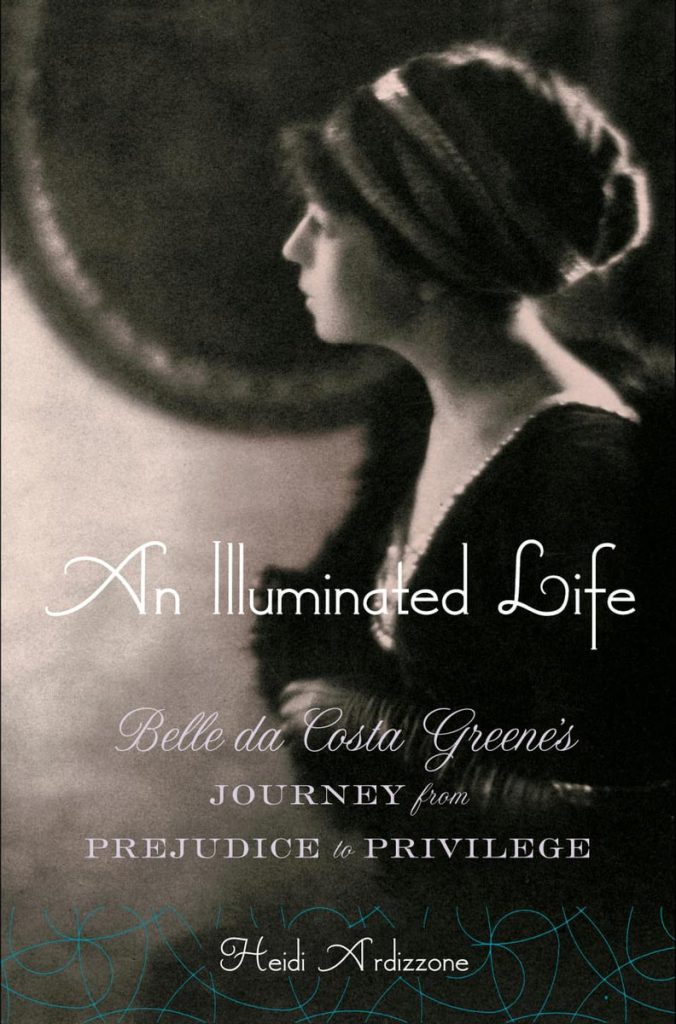 An Illuminated Life
Belle da Costa Greene's
JOURNEY from
PREJUDICE to PRIVILEGE
Heidi Ardizzone